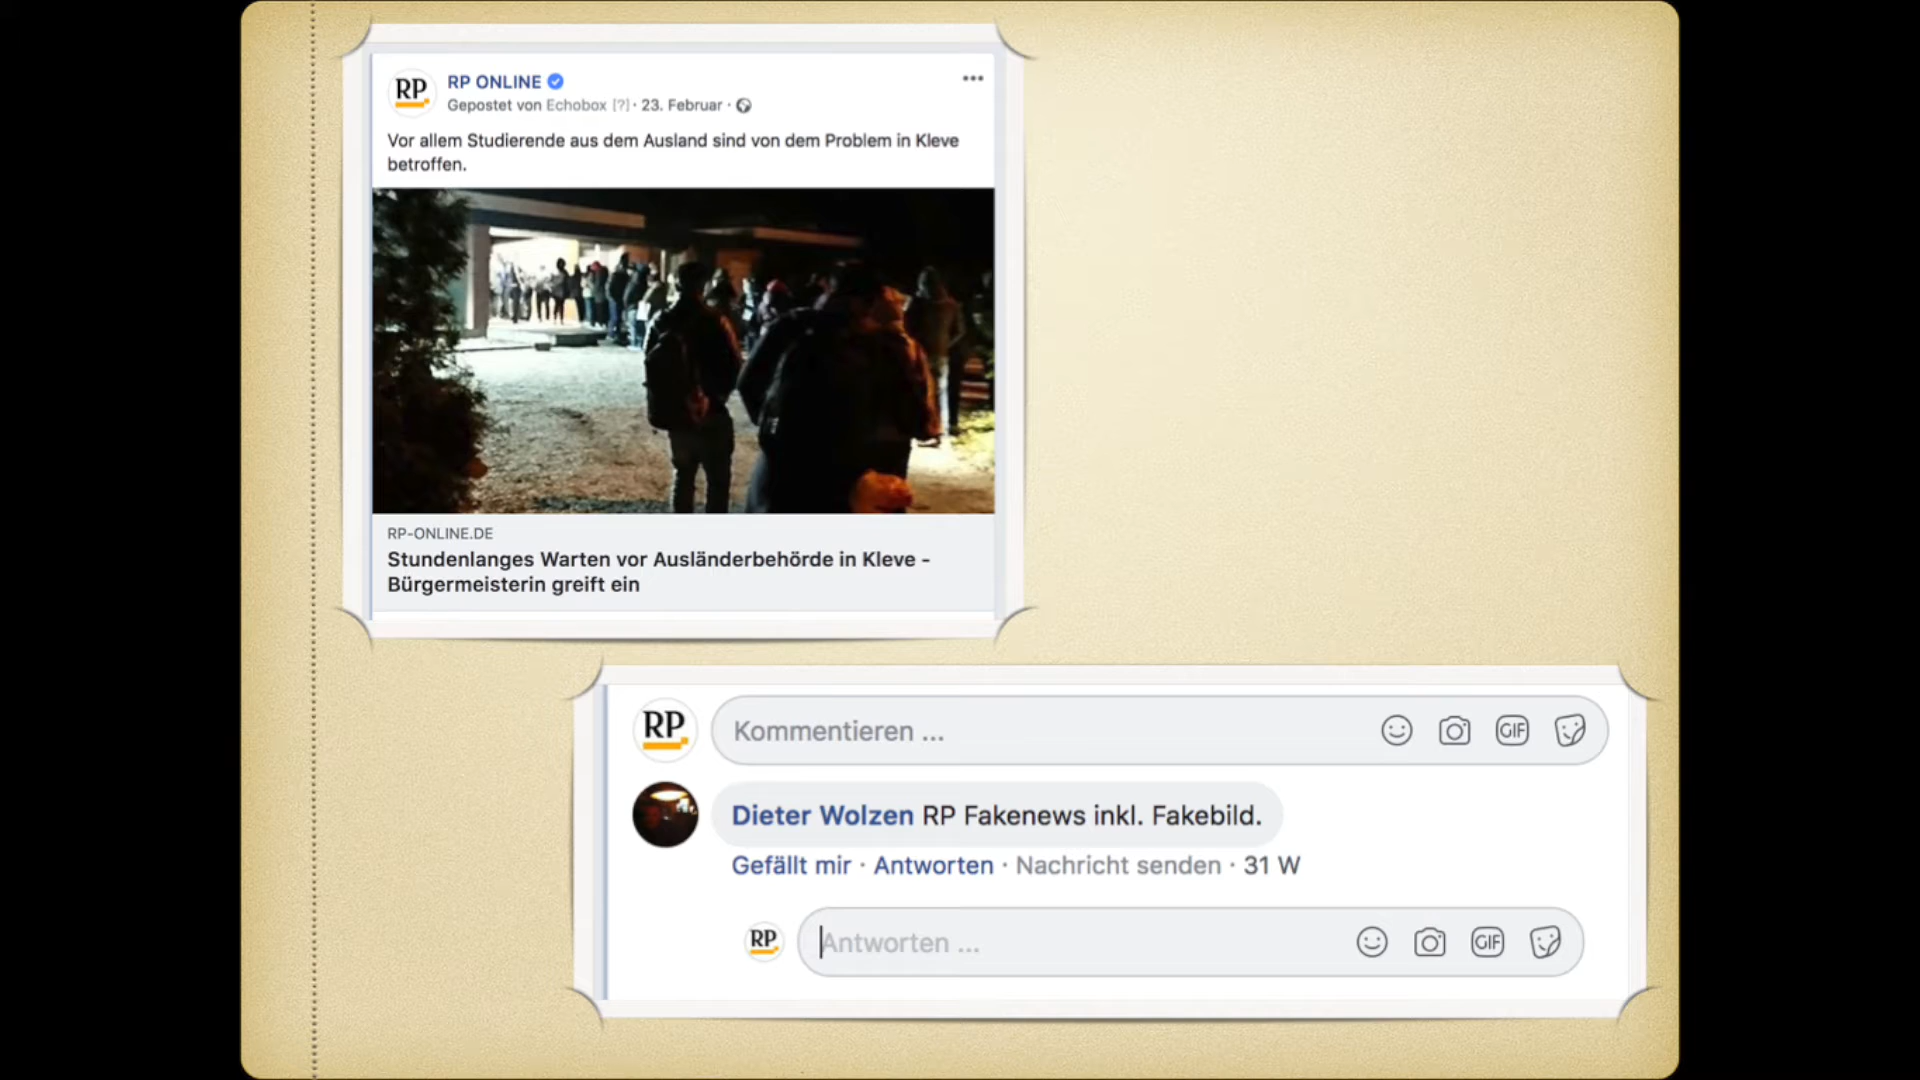 RP
RP ONLINE
Gepostet von Echobox [?] · 23. Februar ·
Vor allem Studierende aus dem Ausland sind von dem Problem in Kleve
betroffen.
RP-ONLINE.DE
Stundenlanges Warten vor Ausländerbehörde in Kleve -
Bürgermeisterin greift ein
RP
Kommentieren ...
GIF
Dieter Wolzen RP Fakenews inkl. Fakebild.
Gefällt mir · Antworten · Nachricht senden · 31 W
RP
Antworten ...
GIF